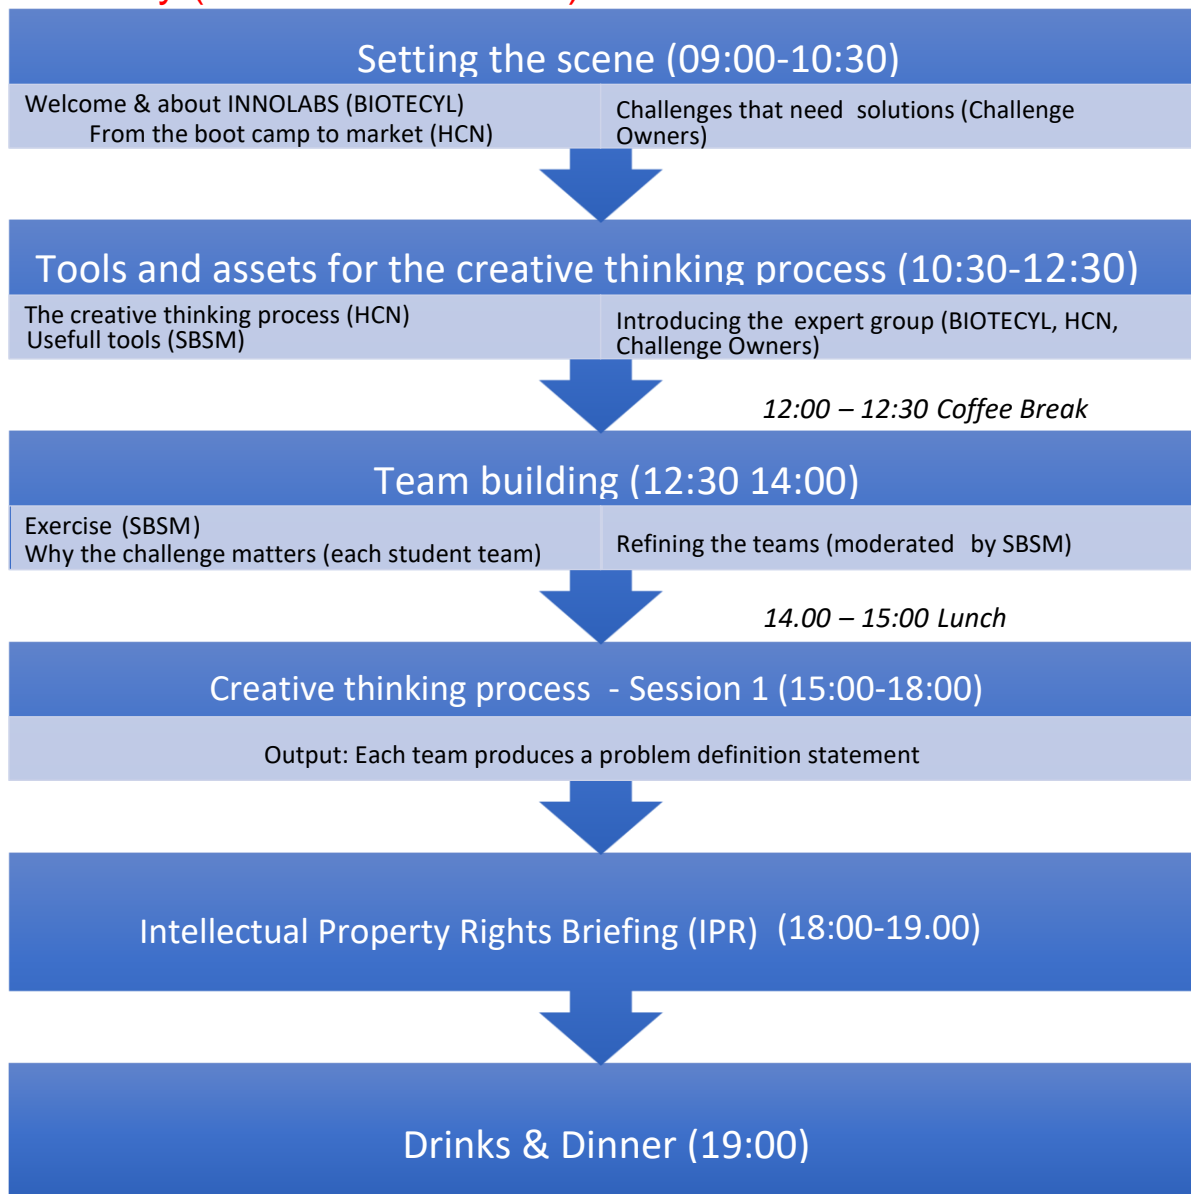 Setting the scene (09:00-10:30)
Welcome & about INNOLABS (BIOTECYL)
From the boot camp to market (HCN)
Challenges that need solutions (Challenge
Owners)
Tools and assets for the creative thinking process (10:30-12:30)
The creative thinking process (HCN)
Usefull tools (SBSM)
Introducing the expert group (BIOTECYL, HCN,
Challenge Owners)
12:00 – 12:30 Coffee Break
Team building (12:30 14:00)
Exercise (SBSM)
Why the challenge matters (each student team)
Refining the teams (moderated by SBSM)
14.00 – 15:00 Lunch
Creative thinking process - Session 1 (15:00-18:00)
Output: Each team produces a problem definition statement
Intellectual Property Rights Briefing (IPR) (18:00-19.00)
Drinks & Dinner (19:00)